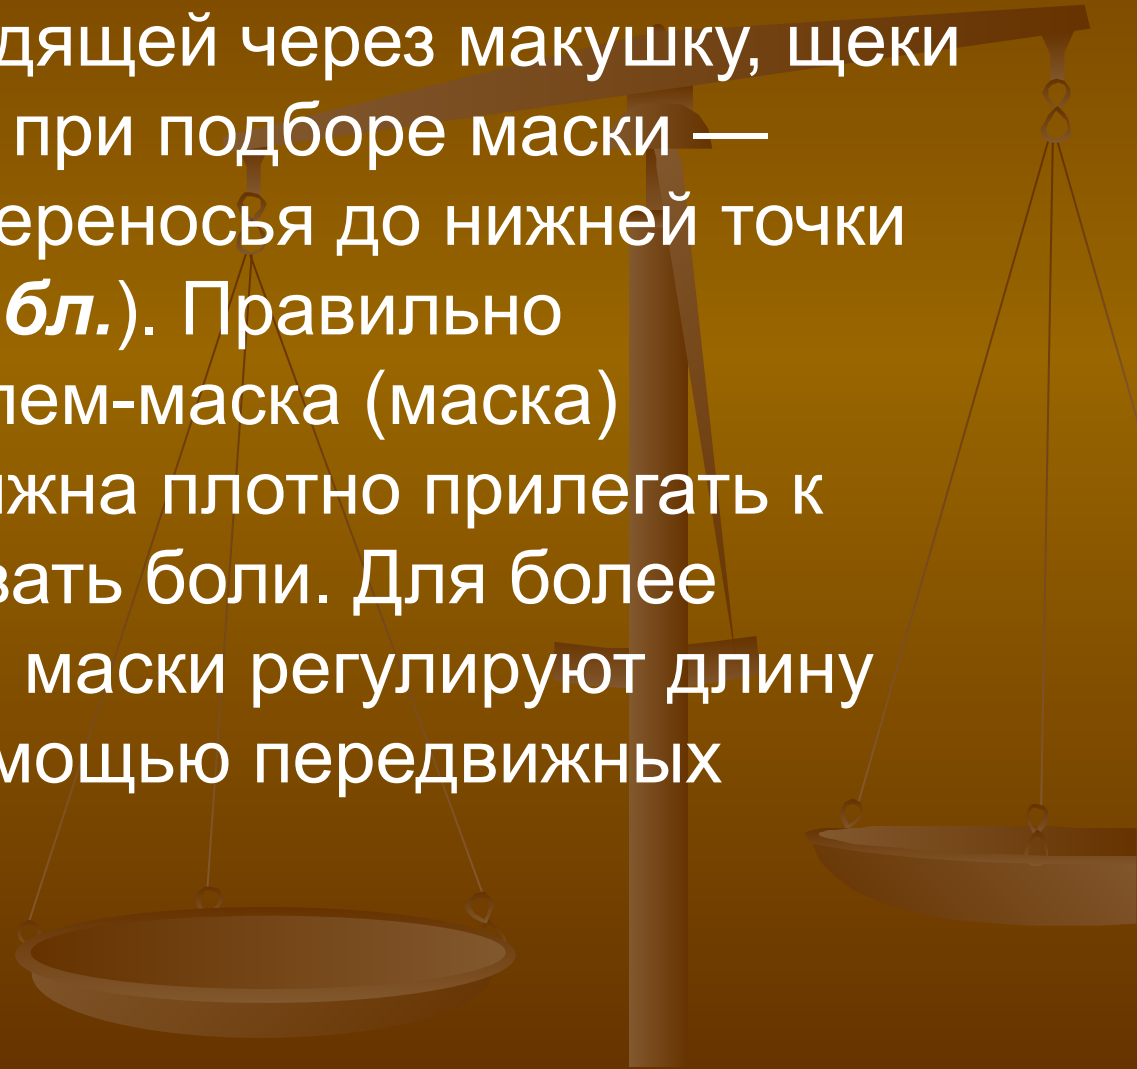 дящей через макушку, щеки
при подборе маски —
ереносья до нижней точки
бл.). Правильно
лем-маска (маска)
жна плотно прилегать к
вать боли. Для более
маски регулируют длину
мощью передвижных